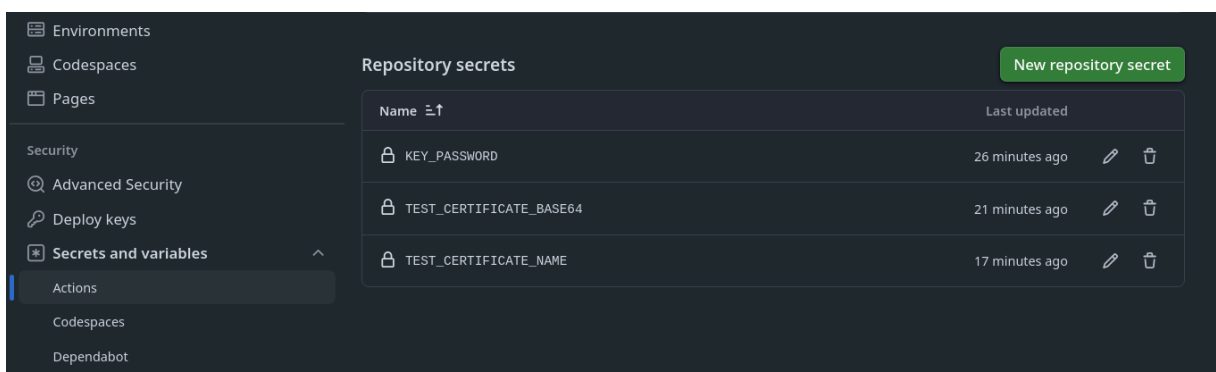 Environments
Codespaces
Pages
Security
Advanced Security
Deploy keys
Secrets and variables
Actions
Codespaces
Dependabot
Repository secrets
New repository secret
Name Last updated
KEY_PASSWORD 26 minutes ago
TEST_CERTIFICATE_BASE64 21 minutes ago
TEST_CERTIFICATE_NAME 17 minutes ago